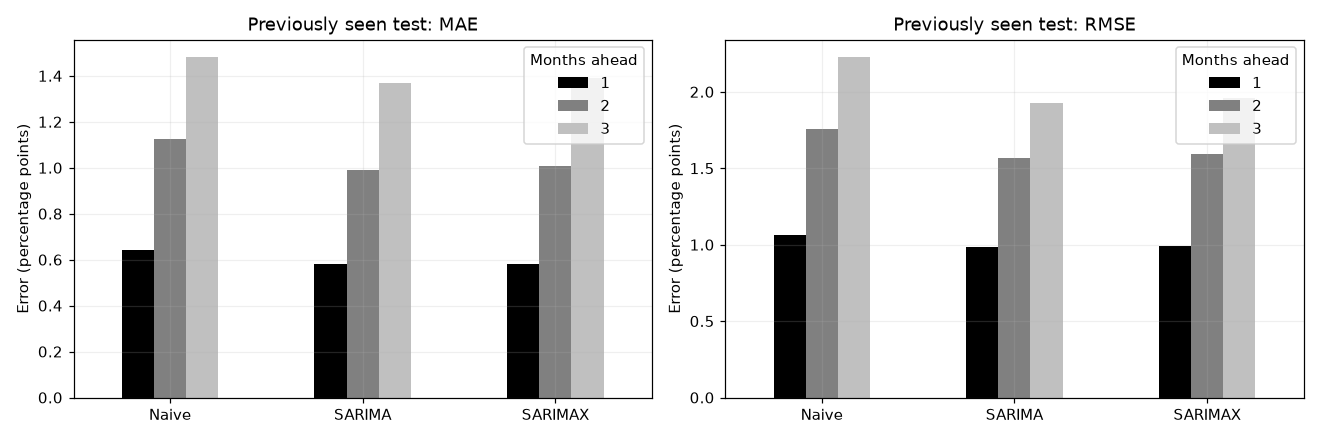 Previously seen test: MAE
Error (percentage points)
1.4
1.2
1.0
0.8
0.6
0.4
0.2
0.0
Months ahead
1
2
3
Naive SARIMA SARIMAX
Previously seen test: RMSE
Error (percentage points)
2.0
1.5
1.0
0.5
0.0
Months ahead
1
2
3
Naive SARIMA SARIMAX